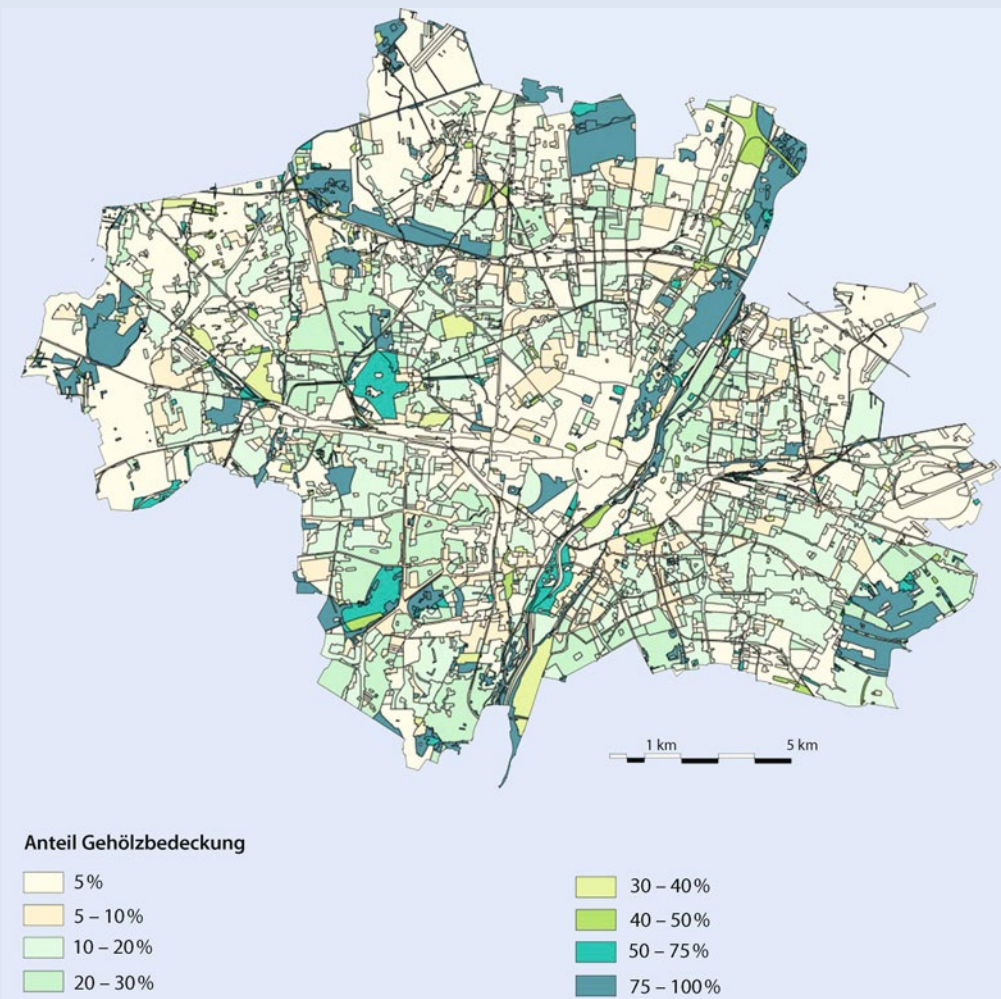 1 km 5 km
Anteil Gehölzbedeckung
5 %
5 – 10 %
10 – 20 %
20 – 30 %
30 – 40 %
40 – 50 %
50 – 75 %
75 – 100 %